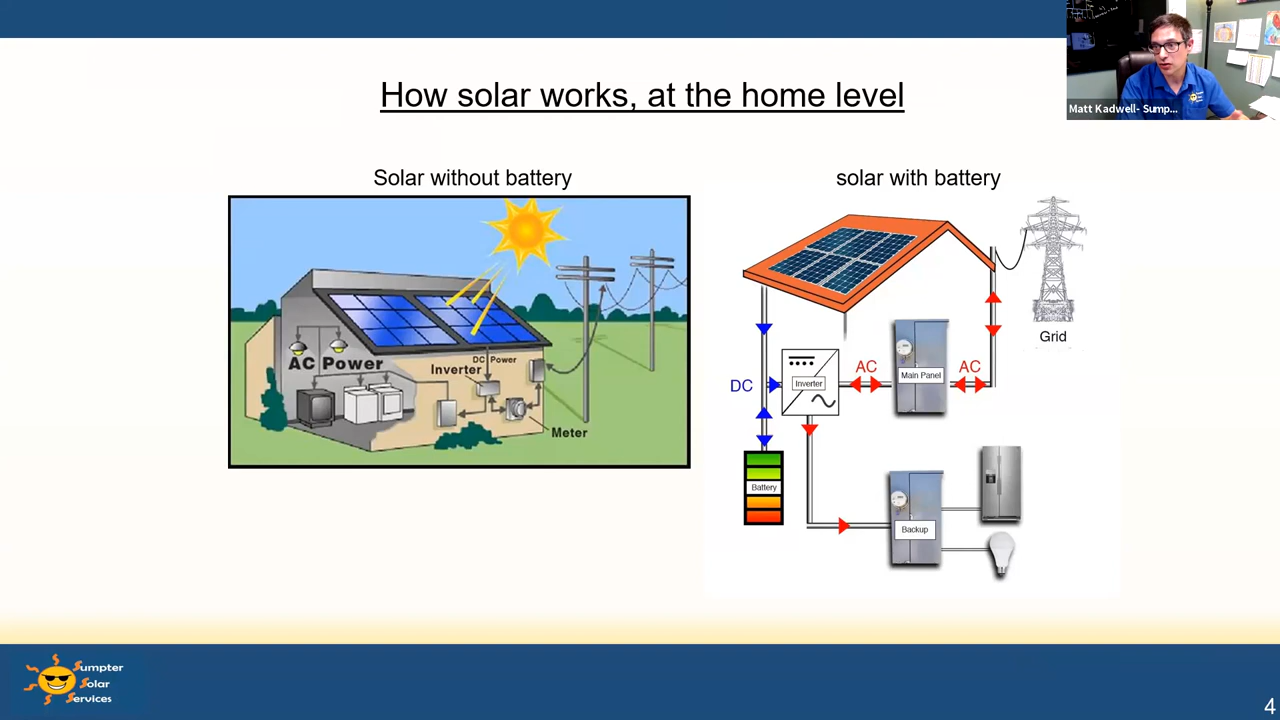 How solar works, at the home level
Matt Kadwell- Sump...
Solar without battery
solar with battery
AC Power
DC Power
Inverter
Meter
DC
Inverter
AC
Main Panel
AC
Grid
Battery
Backup
Sumpter
Solar
Services
4